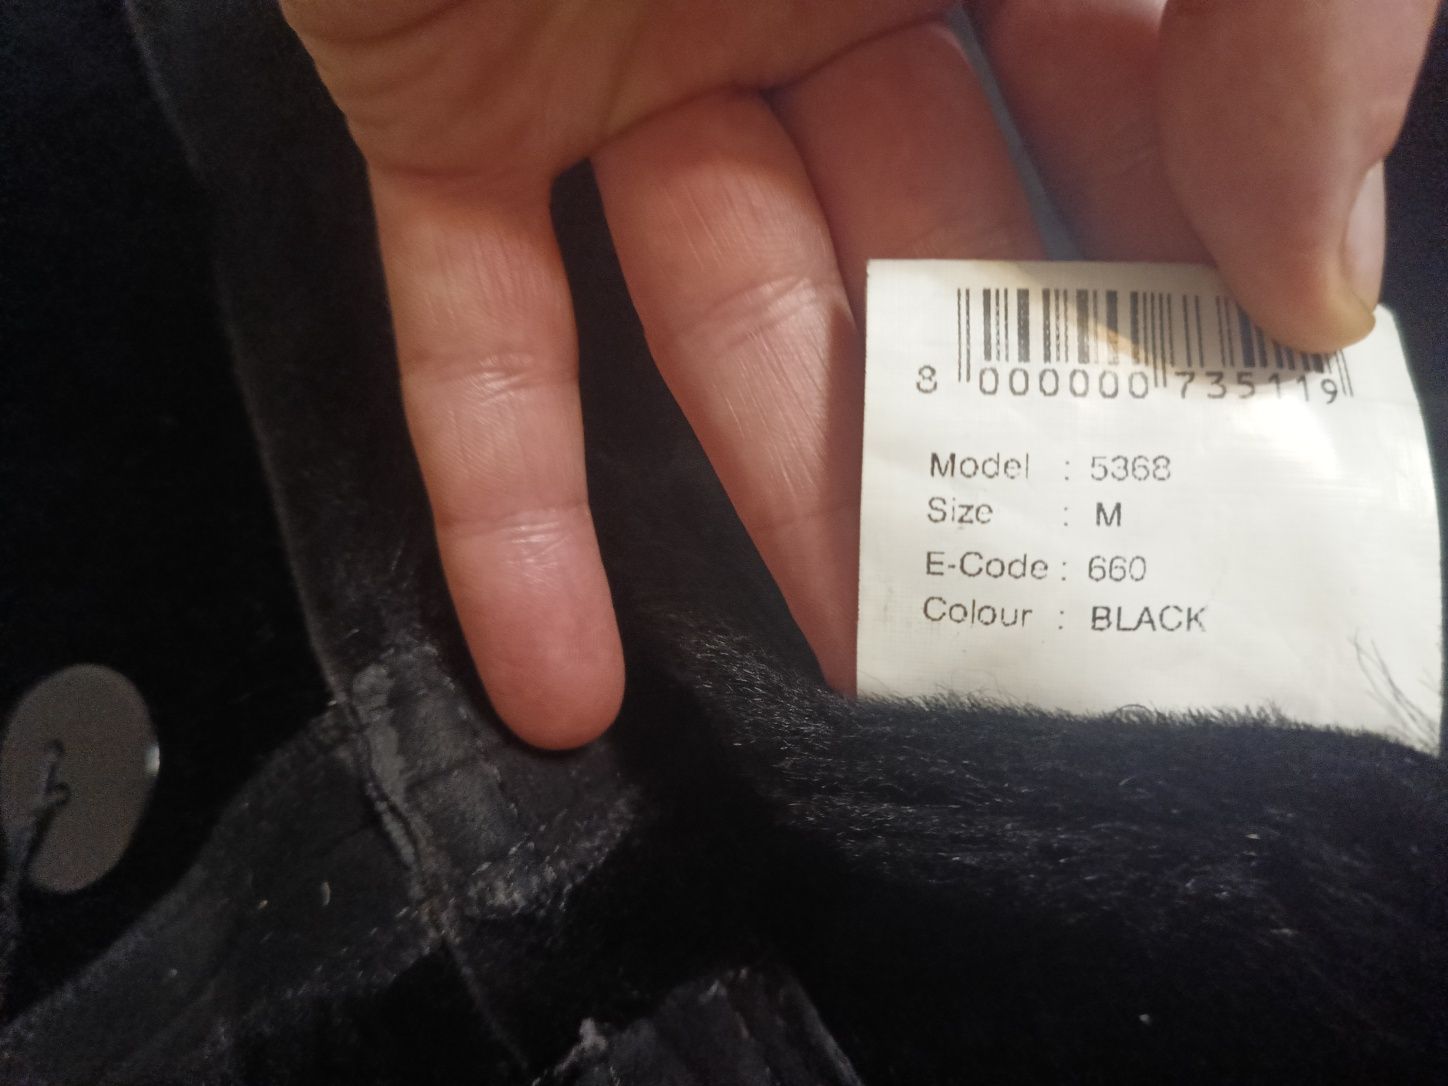 8 000000 735119
Model : 5368
Size : M
E-Code : 660
Colour : BLACK